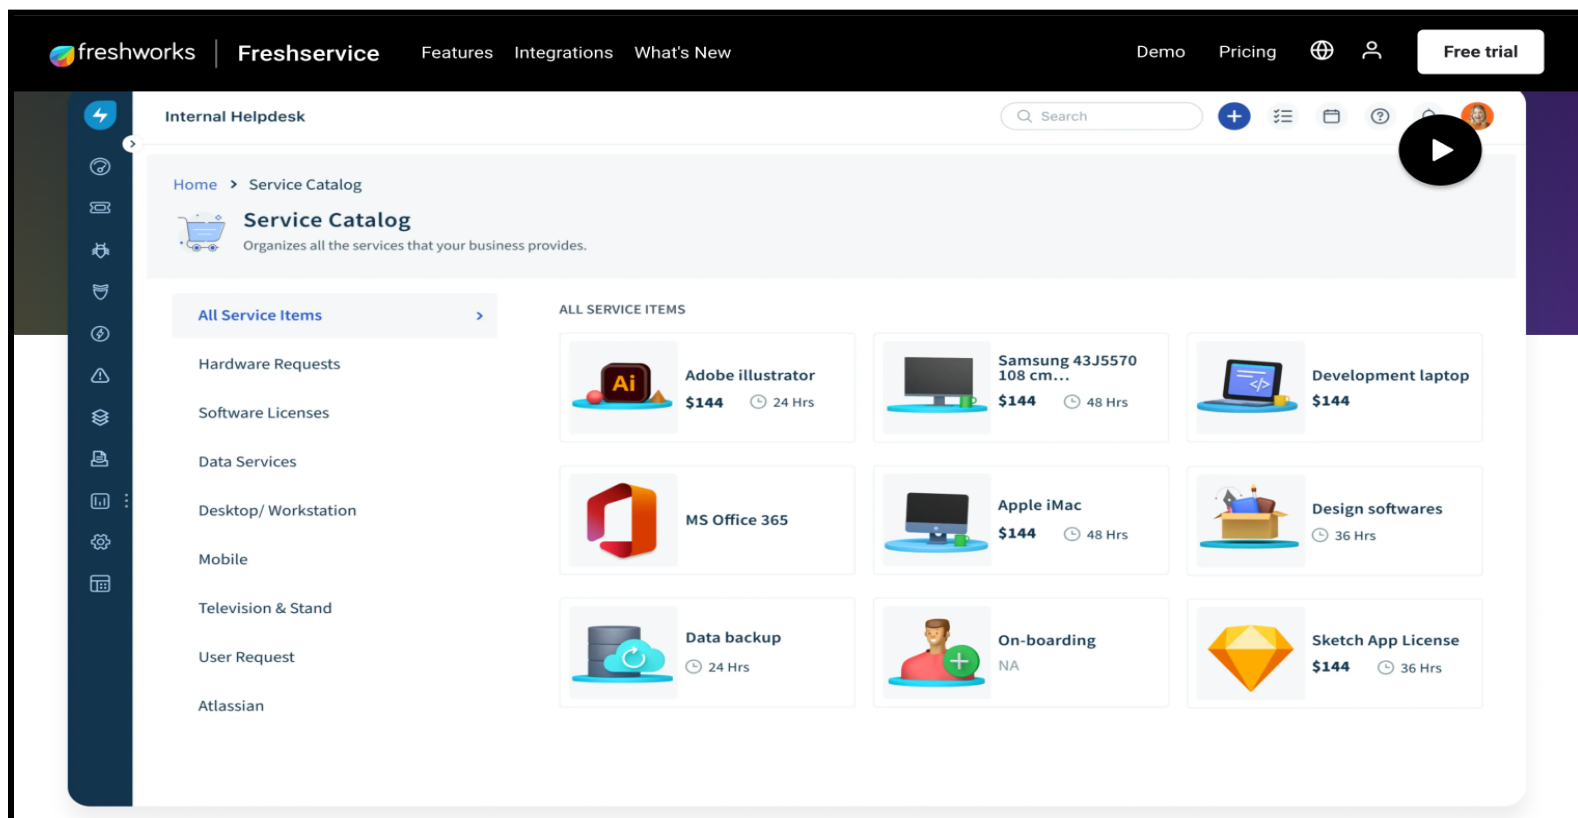 freshworks Freshservice Features Integrations What's New Demo Pricing Free trial
Internal Helpdesk Search
Home > Service Catalog
Service Catalog
Organizes all the services that your business provides.
All Service Items
Hardware Requests
Software Licenses
Data Services
Desktop/ Workstation
Mobile
Television & Stand
User Request
Atlassian
ALL SERVICE ITEMS
Ai
Adobe illustrator
$144 24 Hrs
Samsung 43J5570
108 cm...
$144 48 Hrs
Development laptop
$144
MS Office 365
Apple iMac
$144 48 Hrs
Design softwares
36 Hrs
Data backup
24 Hrs
On-boarding
NA
Sketch App License
$144 36 Hrs